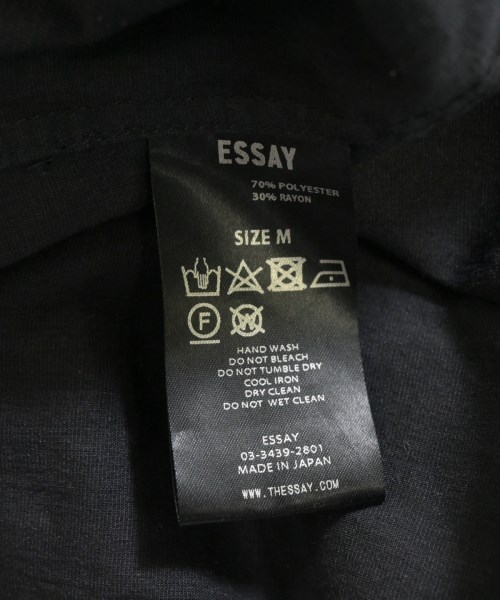 ESSAY
70% POLYESTER
30% RAYON
SIZE M
F W
HAND WASH
DO NOT BLEACH
DO NOT TUMBLE DRY
COOL IRON
DRY CLEAN
DO NOT WET CLEAN
ESSAY
03-3439-2801
MADE IN JAPAN
WWW.THESSAY.COM